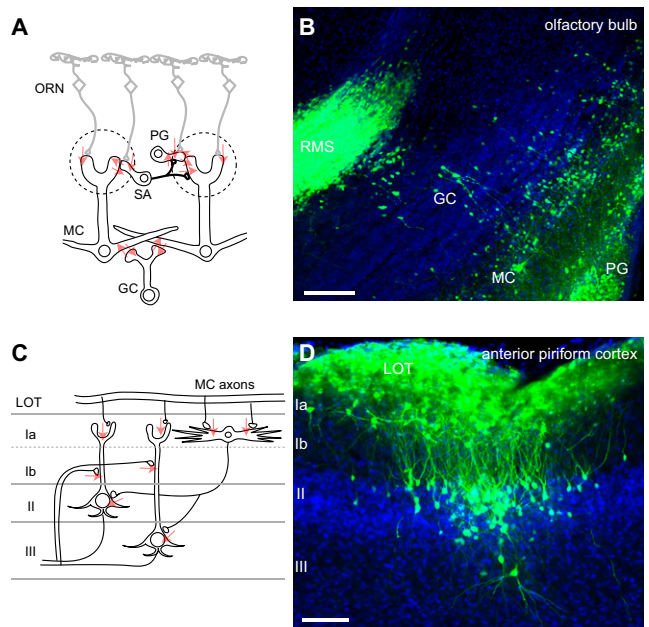 A
ORN
PG
SA
MC
GC
B
olfactory bulb
RMS
GC
MC
PG
C
MC axons
LOT
Ia
Ib
II
III
D
anterior piriform cortex
LOT
Ia
Ib
II
III